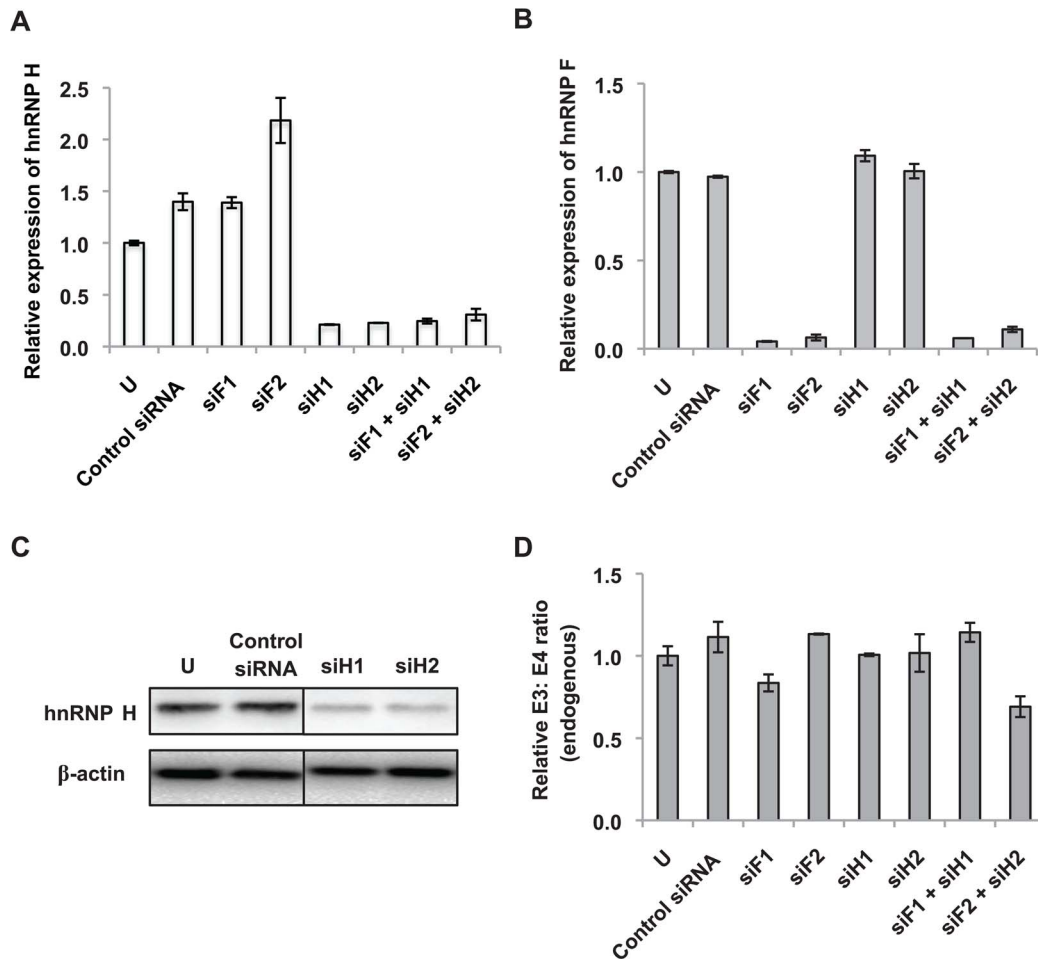 A
Relative expression of hnRNP H
2.5
2.0
1.5
1.0
0.5
0.0
U
Control siRNA
siF1
siF2
siH1
siH2
siF1 + siH1
siF2 + siH2
B
Relative expression of hnRNP F
1.5
1.0
0.5
0.0
U
Control siRNA
siF1
siF2
siH1
siH2
siF1 + siH1
siF2 + siH2
C
U
Control
siRNA
siH1
siH2
hnRNP H
β-actin
D
Relative E3: E4 ratio
(endogenous)
1.5
1.0
0.5
0.0
U
Control siRNA
siF1
siF2
siH1
siH2
siF1 + siH1
siF2 + siH2